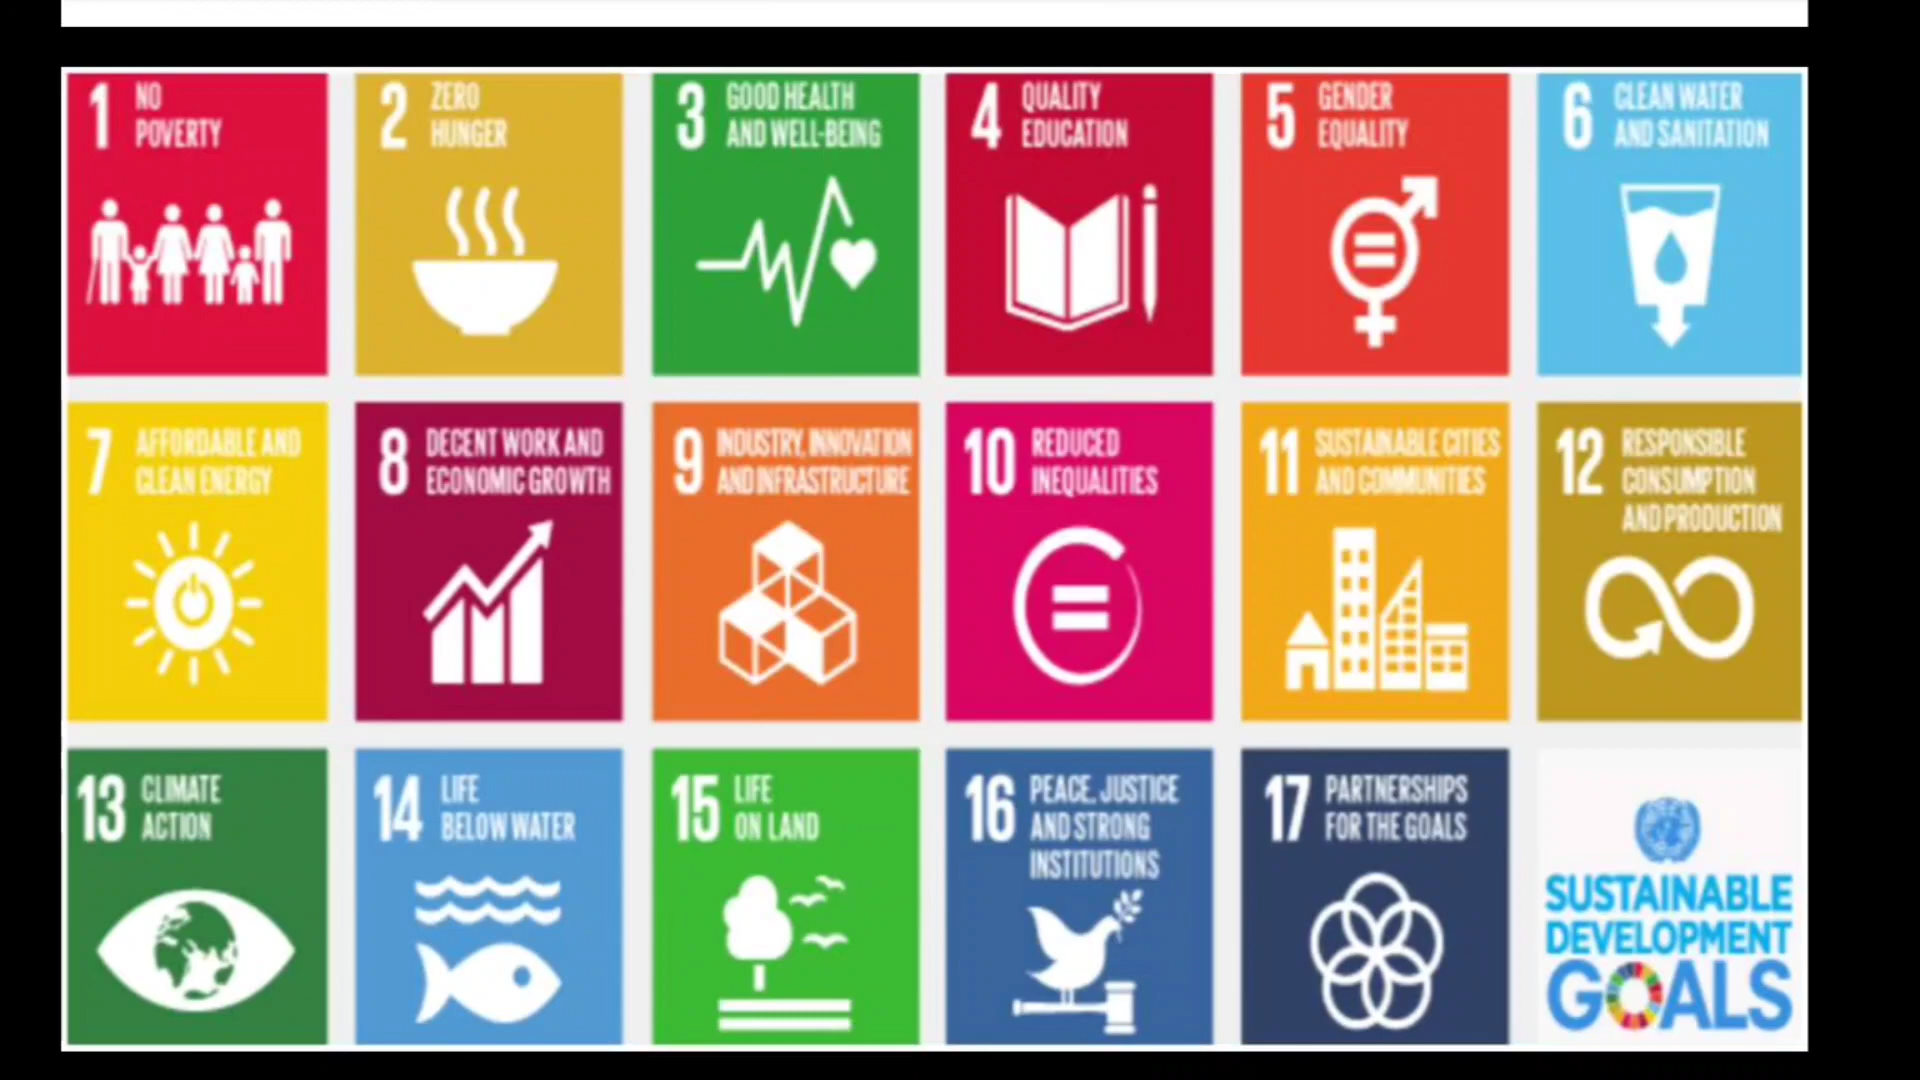 1 NO
POVERTY
2 ZERO
HUNGER
3 GOOD HEALTH
AND WELL-BEING
4 QUALITY
EDUCATION
5 GENDER
EQUALITY
6 CLEAN WATER
AND SANITATION
7 AFFORDABLE AND
CLEAN ENERGY
8 DECENT WORK AND
ECONOMIC GROWTH
9 INDUSTRY, INNOVATION
AND INFRASTRUCTURE
10 REDUCED
INEQUALITIES
11 SUSTAINABLE CITIES
AND COMMUNITIES
12 RESPONSIBLE
CONSUMPTION
AND PRODUCTION
13 CLIMATE
ACTION
14 LIFE
BELOW WATER
15 LIFE
ON LAND
16 PEACE, JUSTICE
AND STRONG
INSTITUTIONS
17 PARTNERSHIPS
FOR THE GOALS
SUSTAINABLE
DEVELOPMENT
GOALS